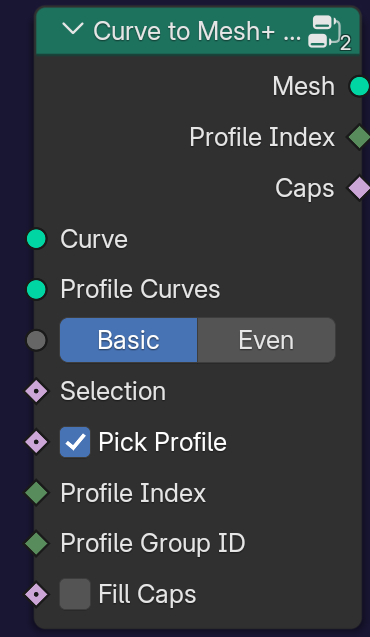 Curve to Mesh+ ...
2
Mesh
Profile Index
Caps
Curve
Profile Curves
Basic Even
Selection
Pick Profile
Profile Index
Profile Group ID
Fill Caps